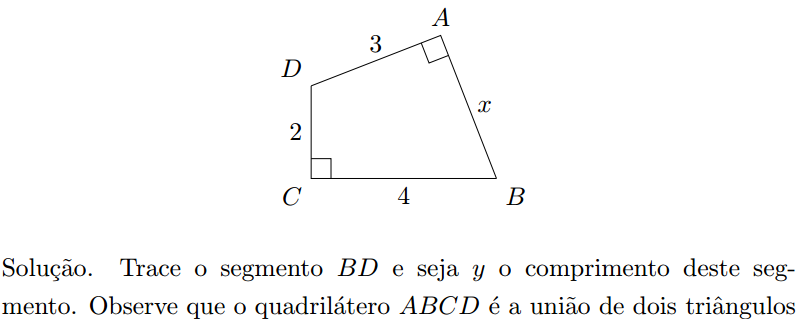 A
3
D
x
2
C
4
B
Solução. Trace o segmento BD e seja y o comprimento deste seg-
mento. Observe que o quadrilátero ABCD é a união de dois triângulos